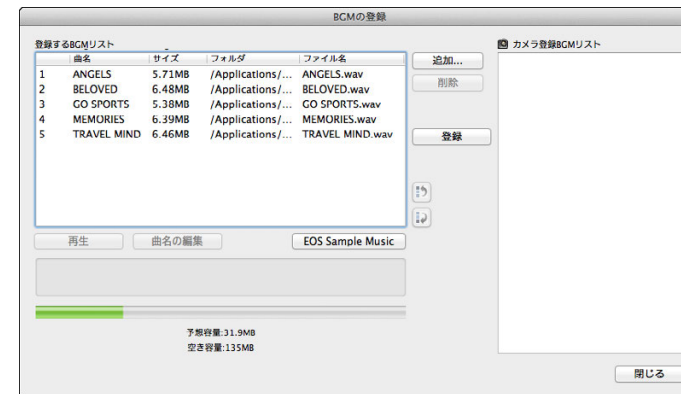 BGMの登録
登録するBGMリスト
カメラ登録BGMリスト
曲名 サイズ フォルダ ファイル名
1 ANGELS 5.71MB /Applications/... ANGELS.wav
2 BELOVED 6.48MB /Applications/... BELOVED.wav
3 GO SPORTS 5.38MB /Applications/... GO SPORTS.wav
4 MEMORIES 6.39MB /Applications/... MEMORIES.wav
5 TRAVEL MIND 6.46MB /Applications/... TRAVEL MIND.wav
追加...
削除
登録
再生 曲名の編集 EOS Sample Music
予想容量:31.9MB
空き容量:135MB
閉じる